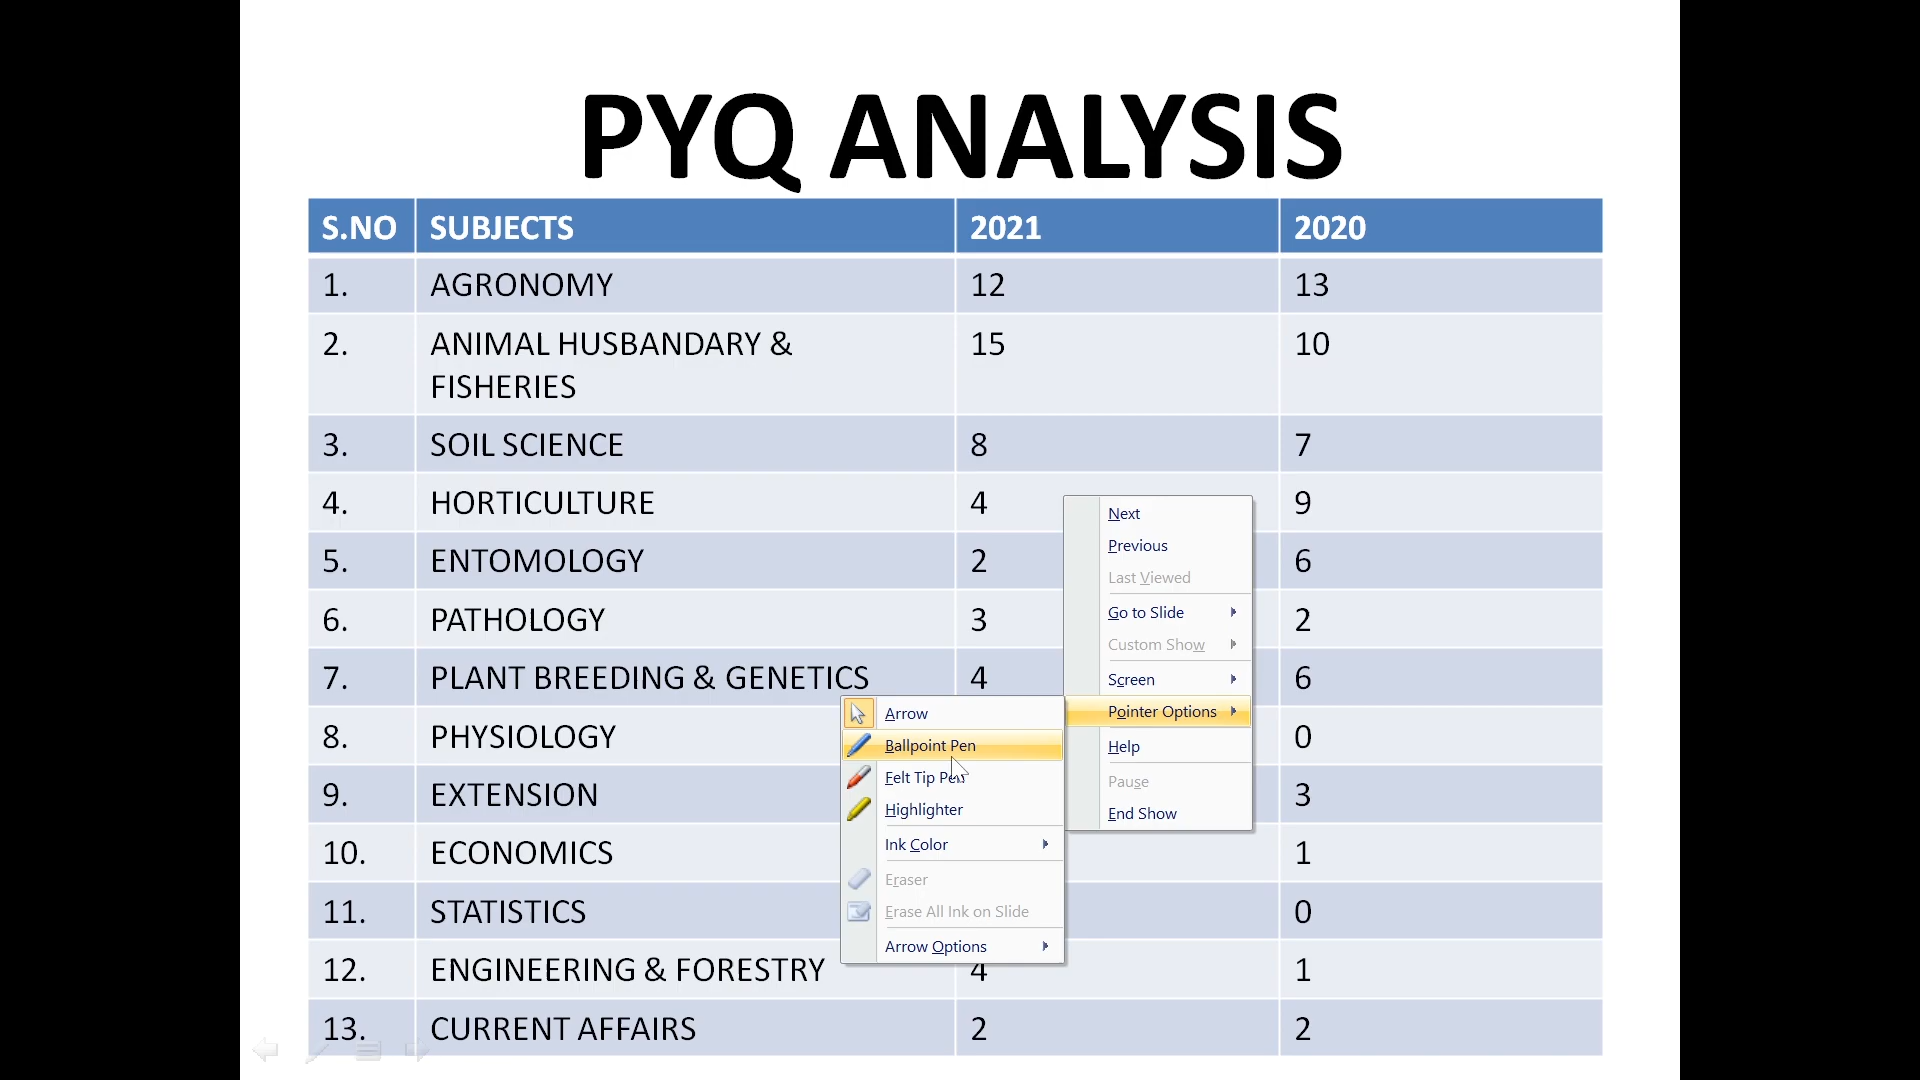 PYQ ANALYSIS
S.NO SUBJECTS 2021 2020
1. AGRONOMY 12 13
2. ANIMAL HUSBANDARY & 15 10
FISHERIES
3. SOIL SCIENCE 8 7
4. HORTICULTURE 4 9
5. ENTOMOLOGY 2 6
6. PATHOLOGY 3 2
7. PLANT BREEDING & GENETICS 4 6
8. PHYSIOLOGY 0
9. EXTENSION 3
10. ECONOMICS 1
11. STATISTICS 0
12. ENGINEERING & FORESTRY 4 1
13. CURRENT AFFAIRS 2 2
Next
Previous
Last Viewed
Go to Slide
Custom Show
Screen
Pointer Options
Help
Pause
End Show
Arrow
Ballpoint Pen
Felt Tip Pen
Highlighter
Ink Color
Eraser
Erase All Ink on Slide
Arrow Options